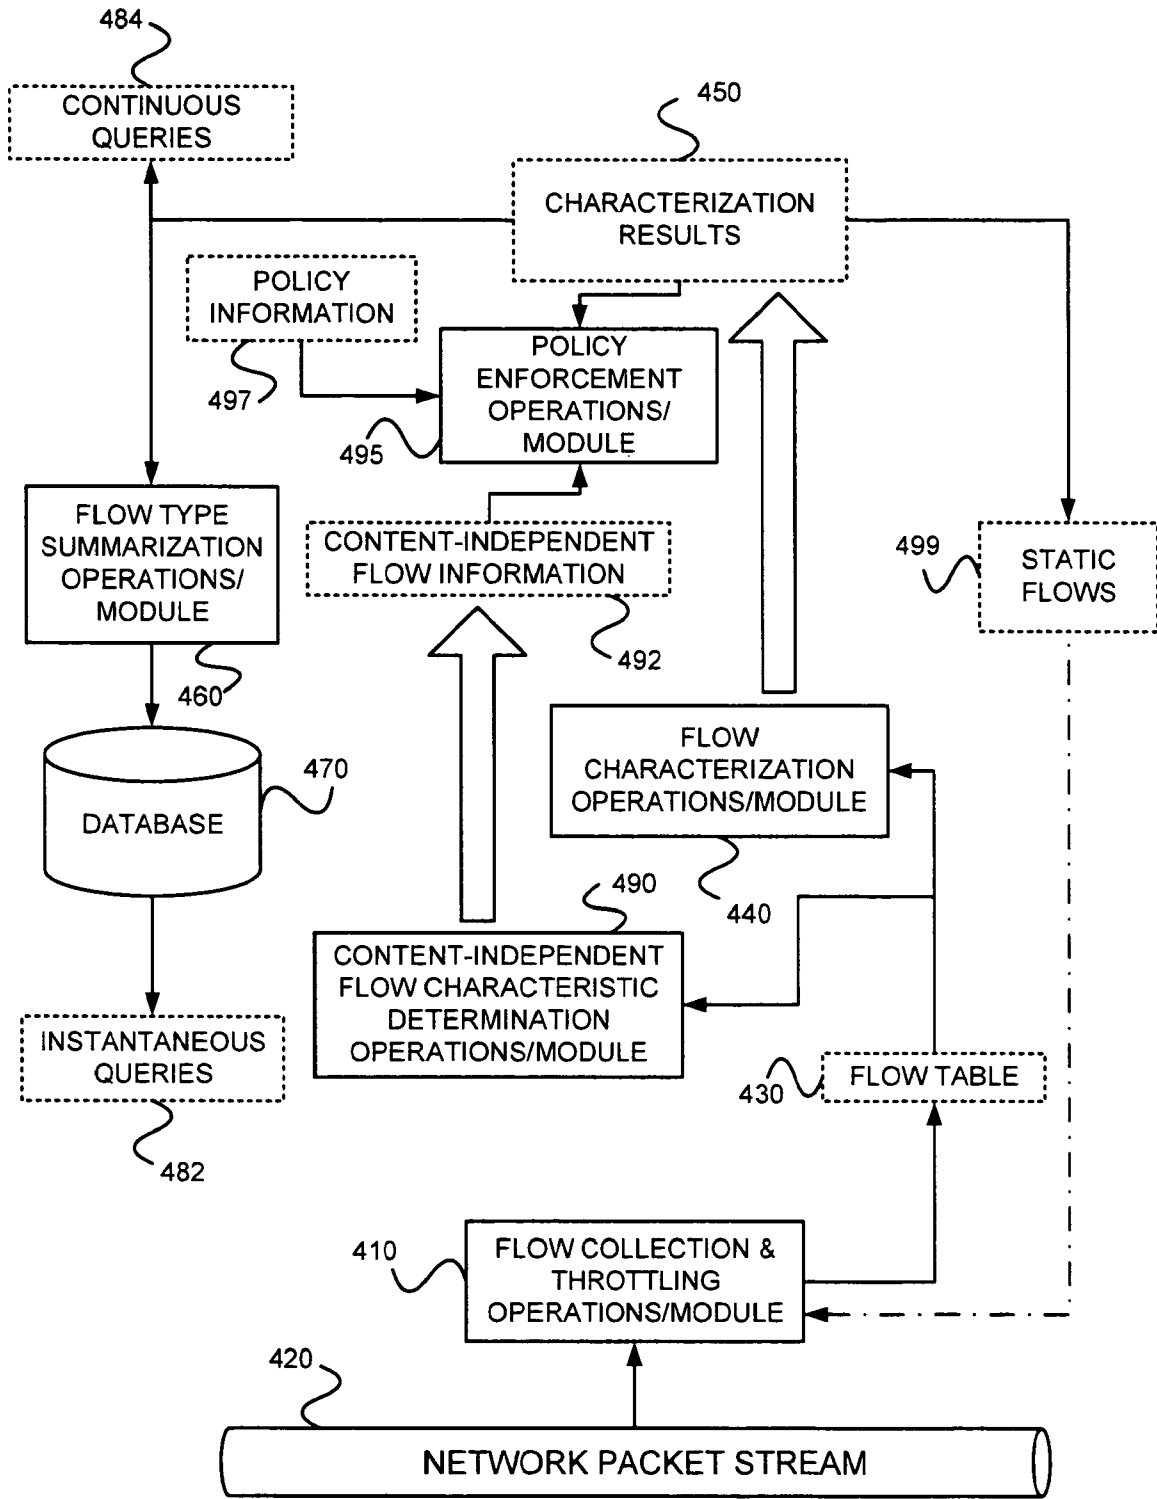 484
CONTINUOUS
QUERIES
450
CHARACTERIZATION
RESULTS
POLICY
INFORMATION
497
POLICY
ENFORCEMENT
OPERATIONS/
MODULE
495
FLOW TYPE
SUMMARIZATION
OPERATIONS/
MODULE
460
CONTENT-INDEPENDENT
FLOW INFORMATION
492
499
STATIC
FLOWS
FLOW
CHARACTERIZATION
OPERATIONS/MODULE
440
DATABASE
470
490
CONTENT-INDEPENDENT
FLOW CHARACTERISTIC
DETERMINATION
OPERATIONS/MODULE
INSTANTANEOUS
QUERIES
482
430
FLOW TABLE
410
FLOW COLLECTION &
THROTTLING
OPERATIONS/MODULE
420
NETWORK PACKET STREAM